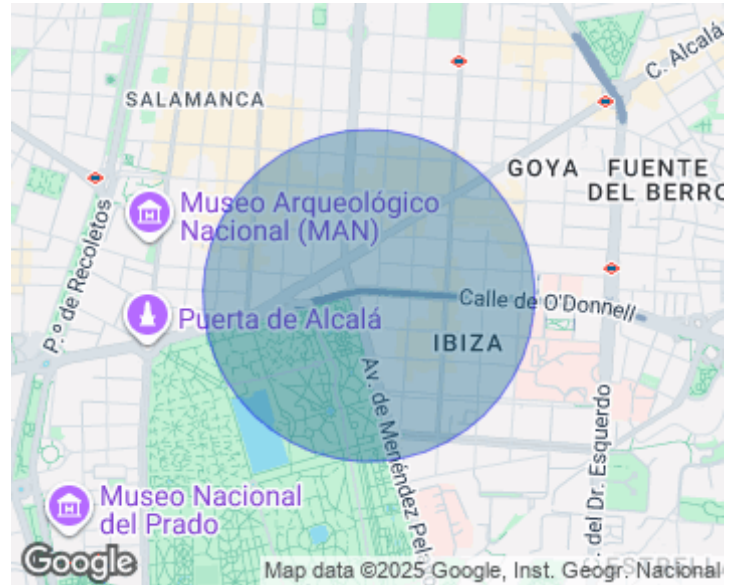 C. Alcalá
SALAMANCA
GOYA
FUENTE
DEL BERRO
Museo Arqueológico
Nacional (MAN)
P.º de Recoletos
Calle de O'Donnell
Puerta de Alcalá
IBIZA
Av. de Menéndez Pel
. del Dr. Esquerdo
Museo Nacional
del Prado
ESTRELL
Google
Map data ©2025 Google, Inst. Geogr. Nacional